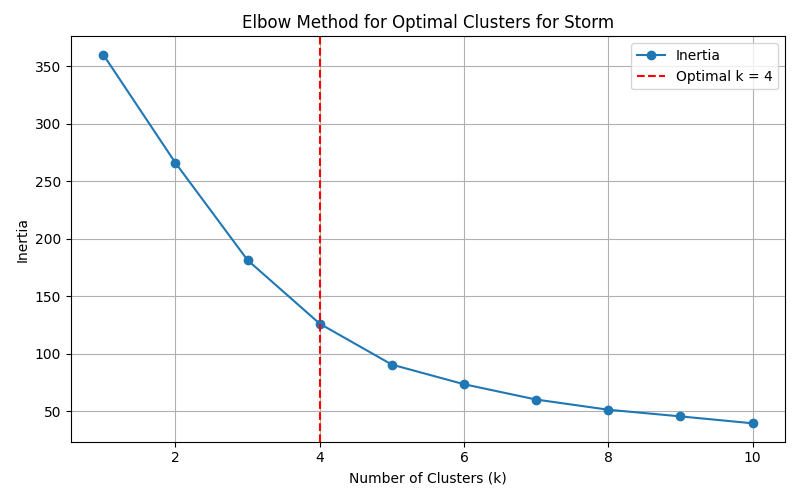 Elbow Method for Optimal Clusters for Storm
Inertia
Optimal k = 4
350
300
250
200
150
100
50
Inertia
2
4
6
8
10
Number of Clusters (k)